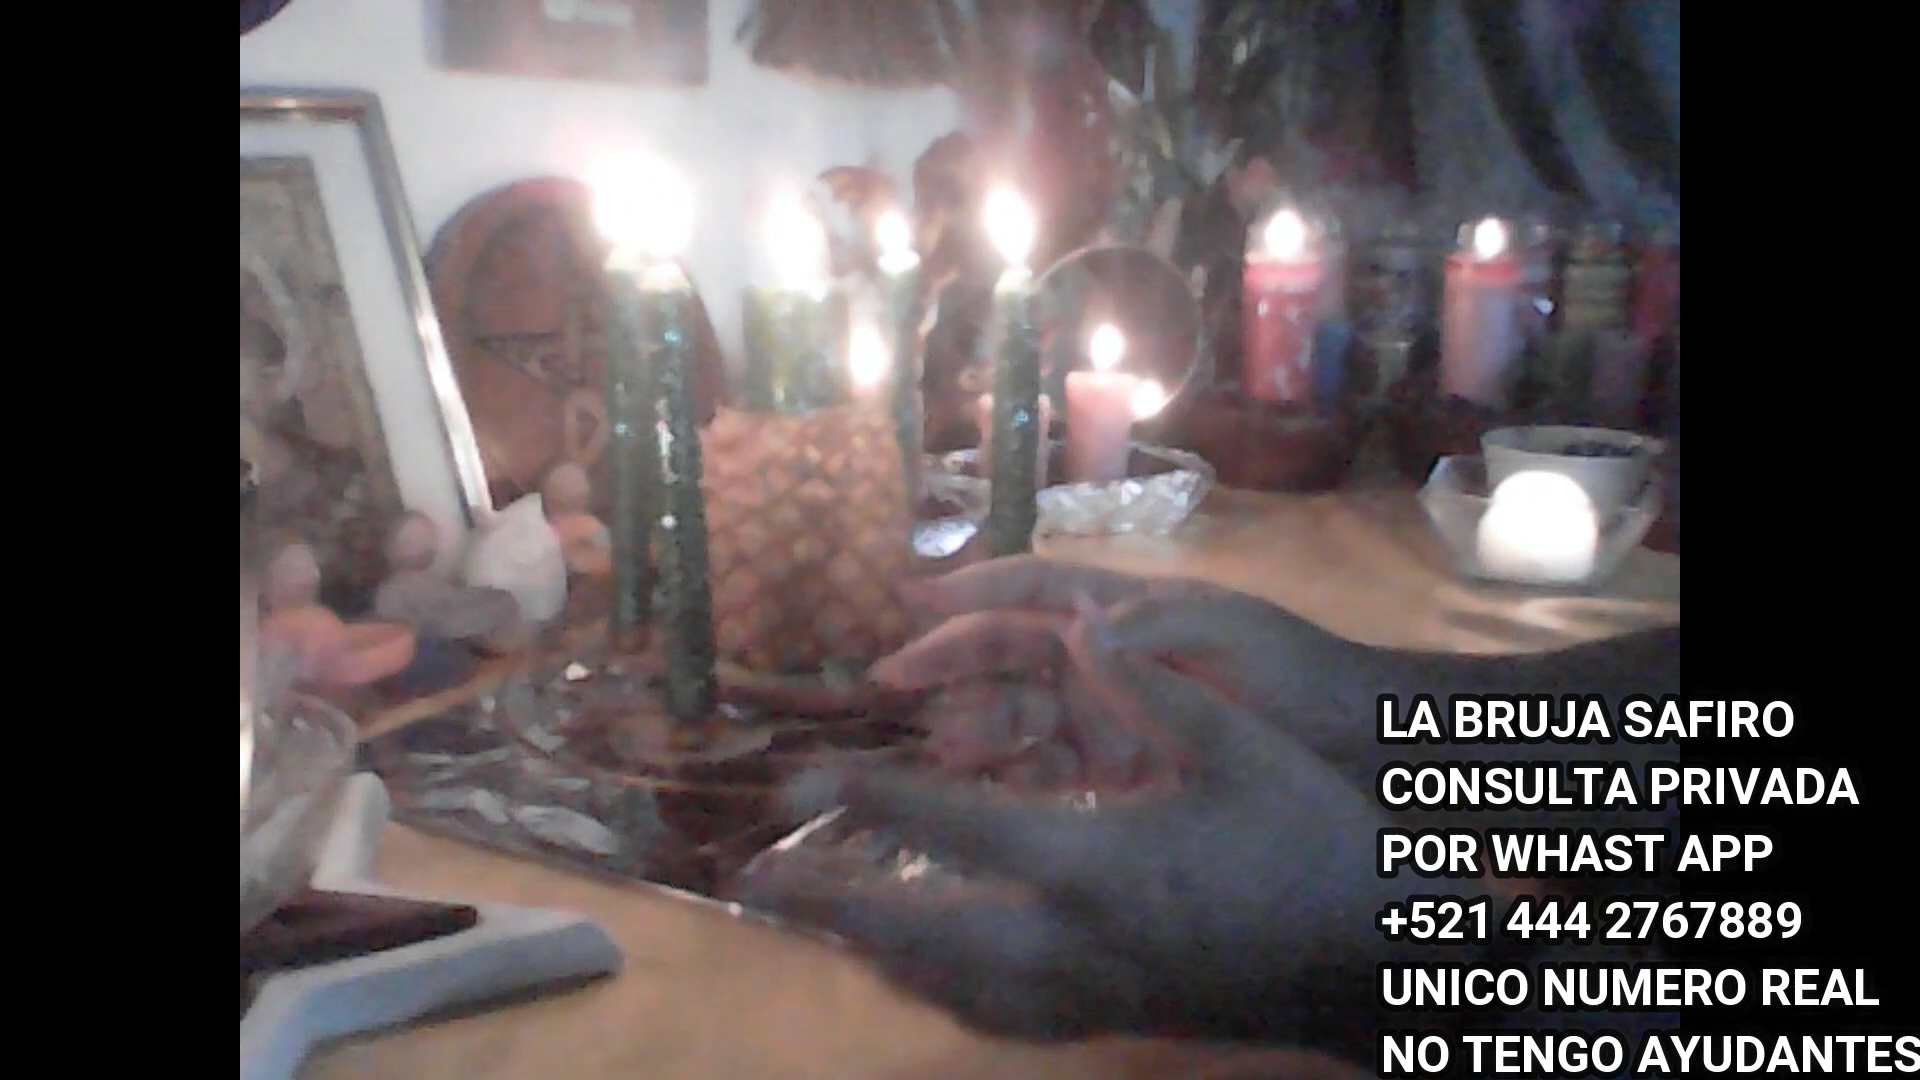 LA BRUJA SAFIRO
CONSULTA PRIVADA
POR WHAST APP
+521 444 2767889
UNICO NUMERO REAL
NO TENGO AYUDANTES